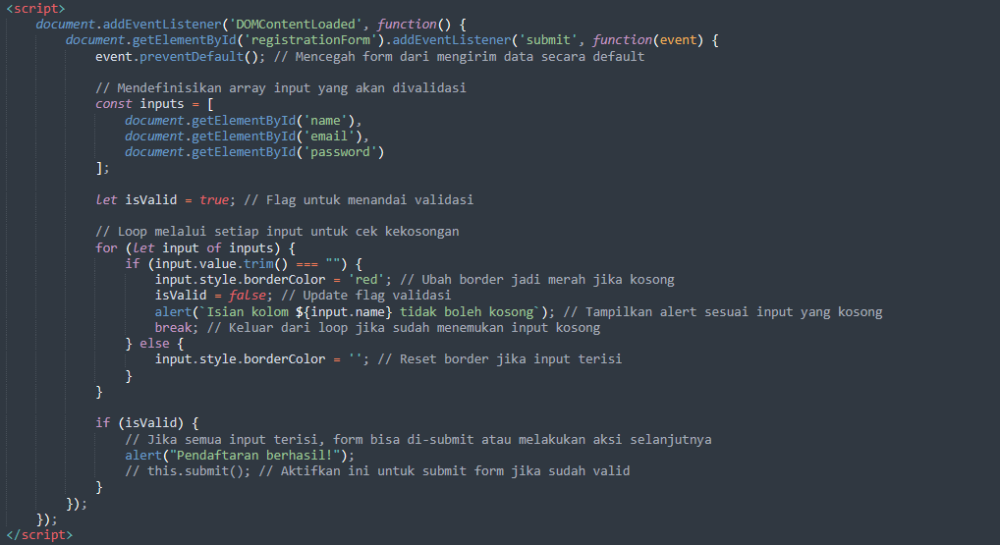 <script>
    document.addEventListener('DOMContentLoaded', function() {
        document.getElementById('registrationForm').addEventListener('submit', function(event) {
            event.preventDefault(); // Mencegah form dari mengirim data secara default

            // Mendefinisikan array input yang akan divalidasi
            const inputs = [
                document.getElementById('name'),
                document.getElementById('email'),
                document.getElementById('password')
            ];

            let isValid = true; // Flag untuk menandai validasi

            // Loop melalui setiap input untuk cek kekosongan
            for (let input of inputs) {
                if (input.value.trim() === "") {
                    input.style.borderColor = 'red'; // Ubah border jadi merah jika kosong
                    isValid = false; // Update flag validasi
                    alert(`Isian kolom ${input.name} tidak boleh kosong`); // Tampilkan alert sesuai input yang kosong
                    break; // Keluar dari loop jika sudah menemukan input kosong
                } else {
                    input.style.borderColor = ''; // Reset border jika input terisi
                }
            }

            if (isValid) {
                // Jika semua input terisi, form bisa di-submit atau melakukan aksi selanjutnya
                alert("Pendaftaran berhasil!");
                // this.submit(); // Aktifkan ini untuk submit form jika sudah valid
            }
        });
    });
</script>